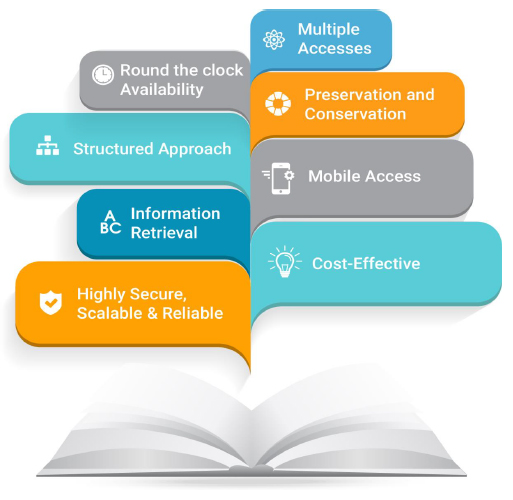 Multiple
Accesses
Round the clock
Availability
Preservation and
Conservation
Structured Approach
Mobile Access
Information
Retrieval
Cost-Effective
Highly Secure,
Scalable & Reliable
A
BC